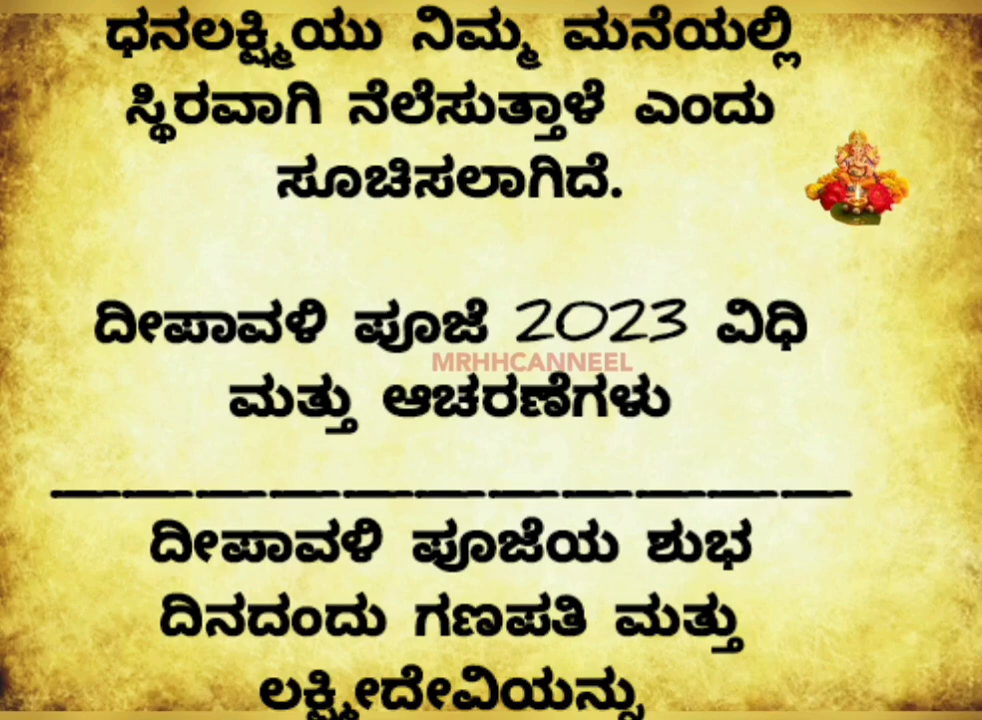 ಧನಲಕ್ಷ್ಮಿಯು ನಿಮ್ಮ ಮನೆಯಲ್ಲಿ
ಸ್ಥಿರವಾಗಿ ನೆಲೆಸುತ್ತಾಳೆ ಎಂದು
ಸೂಚಿಸಲಾಗಿದೆ.
ದೀಪಾವಳಿ ಪೂಜೆ 2023 ವಿಧಿ
MRHHCANNEEL
ಮತ್ತು ಆಚರಣೆಗಳು
ದೀಪಾವಳಿ ಪೂಜೆಯ ಶುಭ
ದಿನದಂದು ಗಣಪತಿ ಮತ್ತು
ಲಕ್ಷ್ಮೀದೇವಿಯನ್ನು